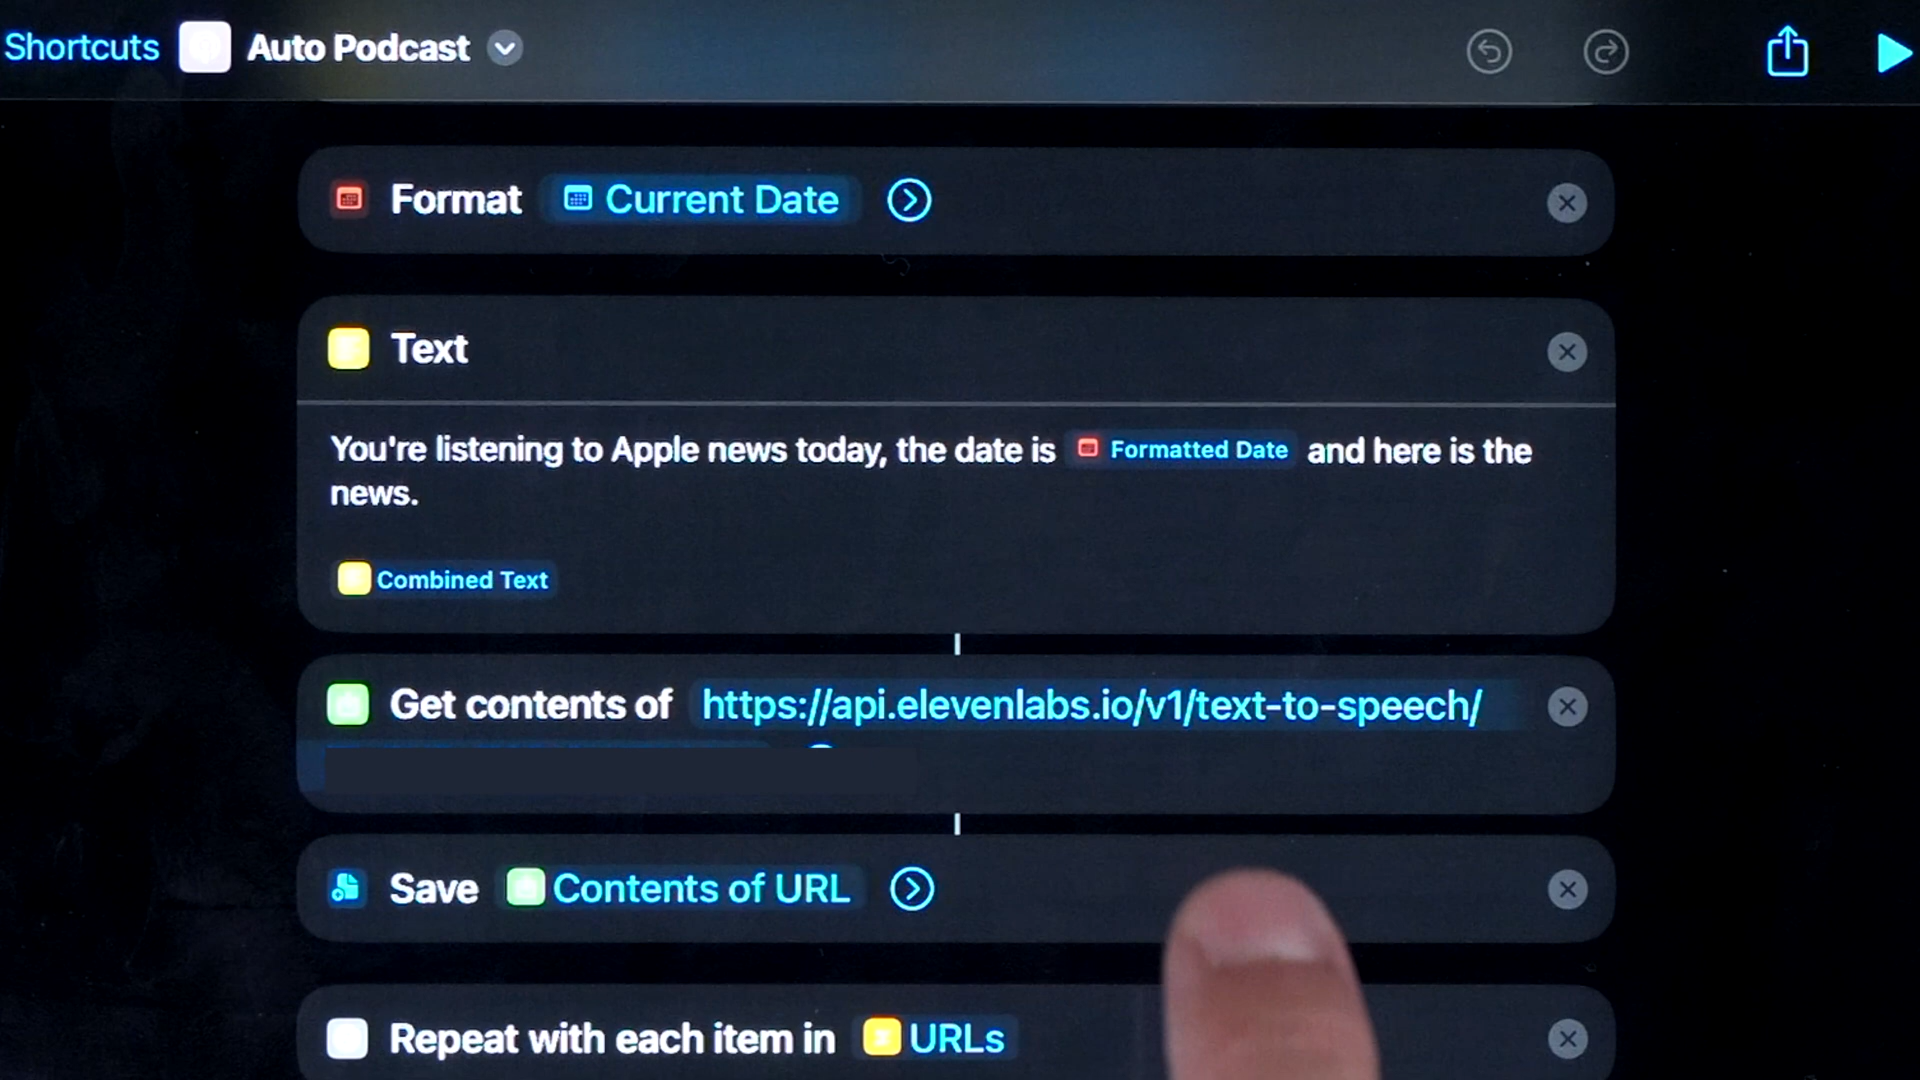 Shortcuts Auto Podcast
Format Current Date
Text
You're listening to Apple news today, the date is Formatted Date and here is the
news.
Combined Text
Get contents of https://api.elevenlabs.io/v1/text-to-speech/
Save Contents of URL
Repeat with each item in URLs